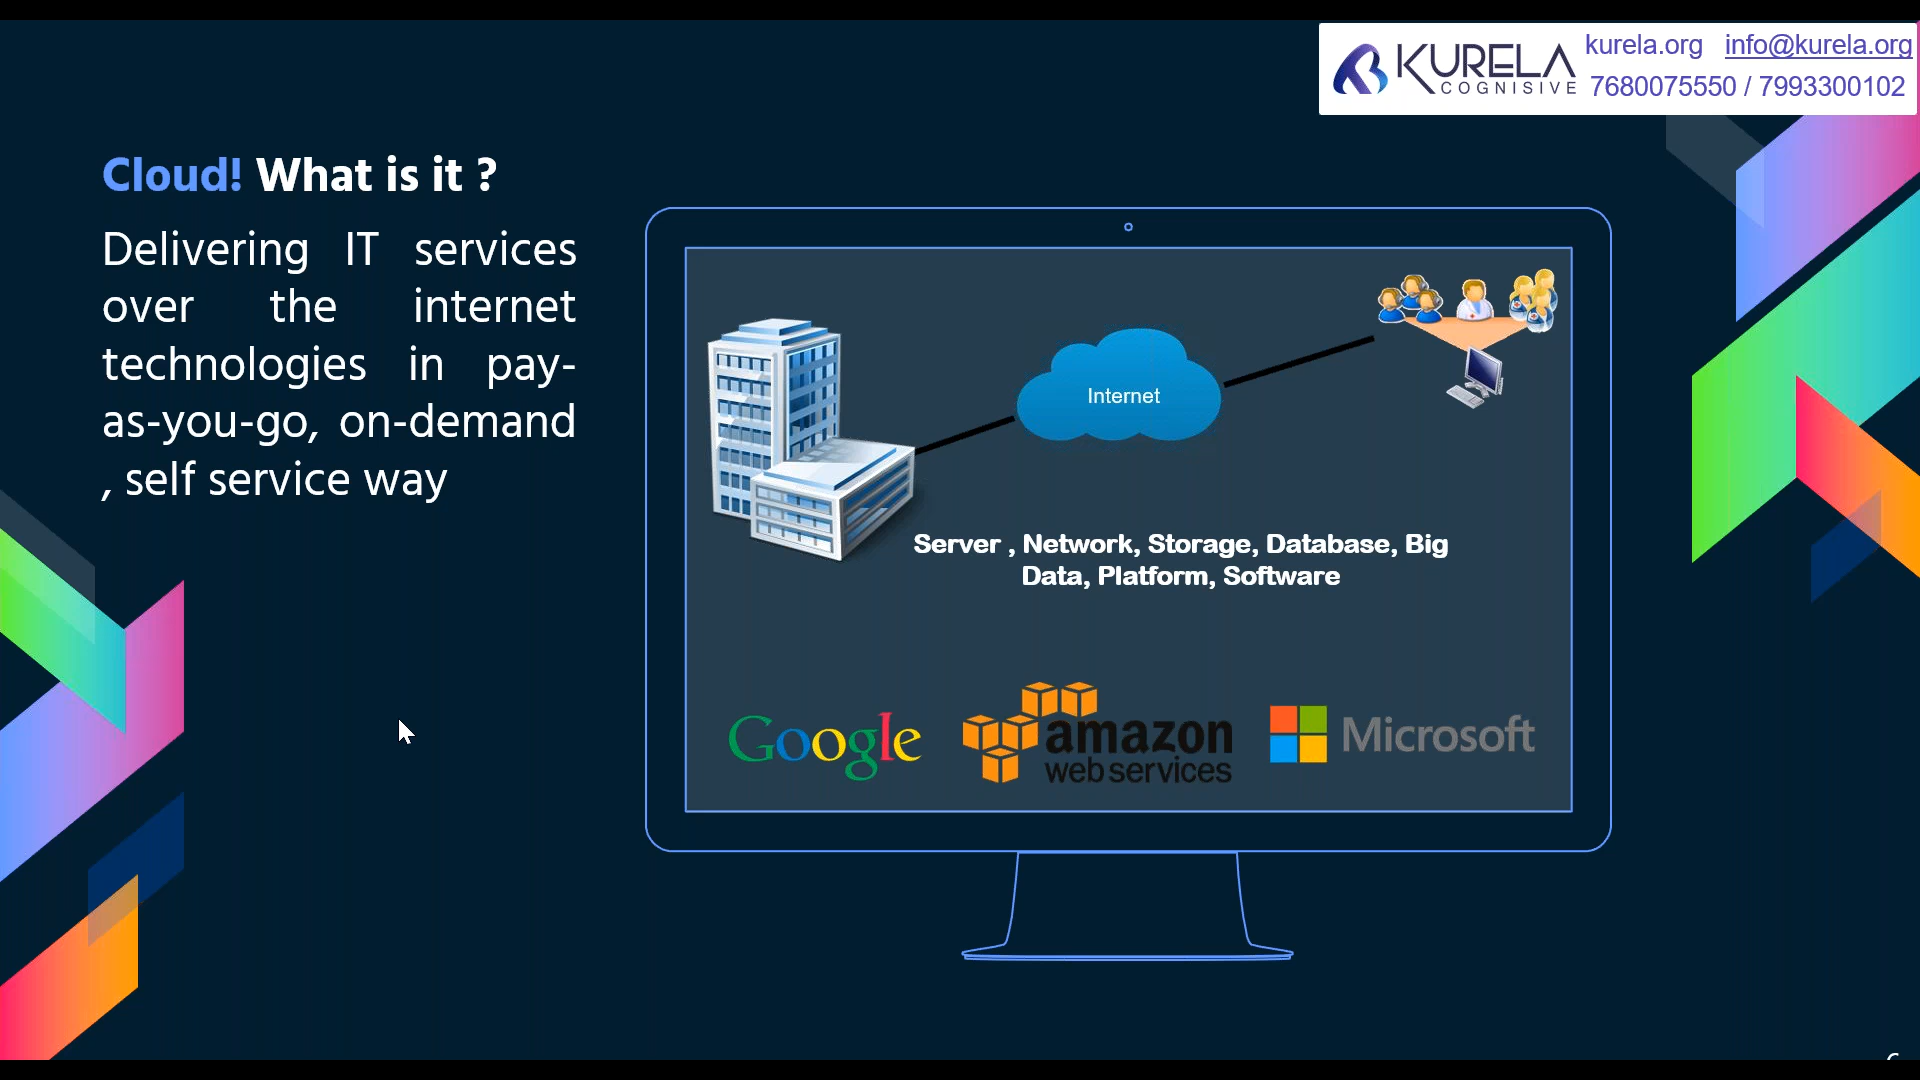 KURELA
COGNISIVE
kurela.org info@kurela.org
7680075550 / 7993300102
Cloud! What is it ?
Delivering IT services
over the internet
technologies in pay-
as-you-go, on-demand
, self service way
Internet
Server , Network, Storage, Database, Big
Data, Platform, Software
Google
amazon
web services
Microsoft